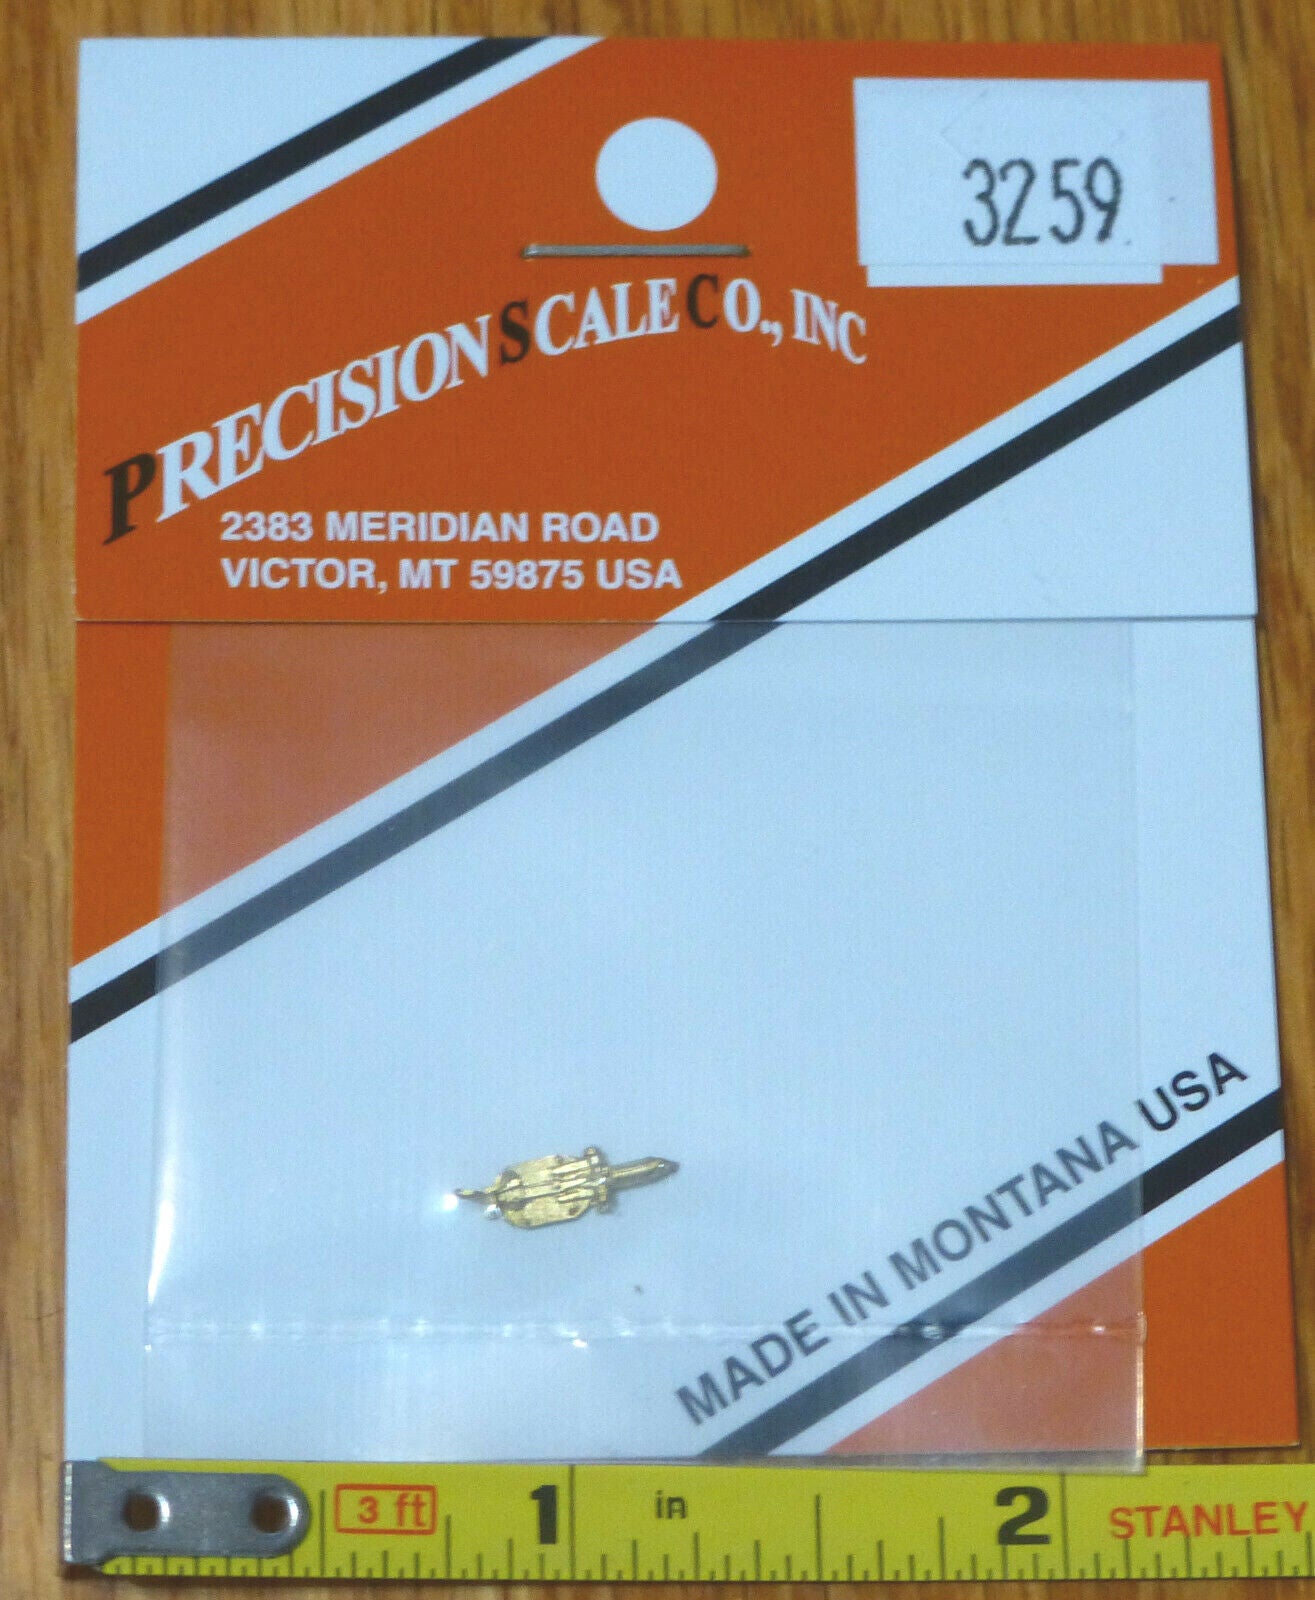 3259
PRECISION SCALE CO., INC
2383 MERIDIAN ROAD
VICTOR, MT 59875 USA
MADE IN MONTANA USA
3 ft 1 in 2 STANLEY